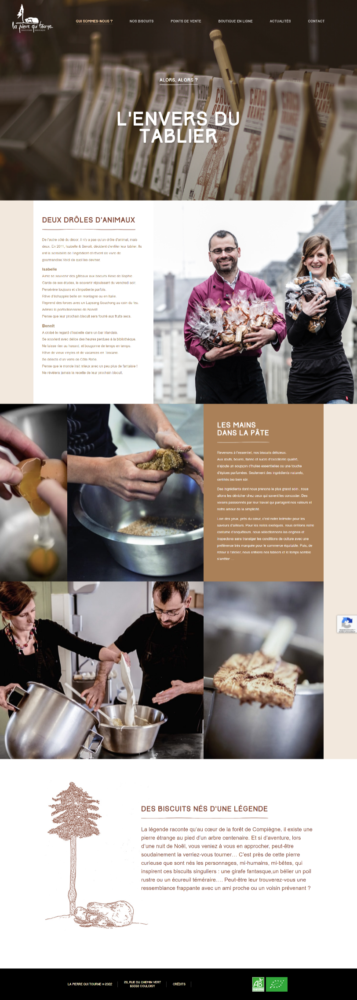 la pierre qui tourne
BISCUITERIE BIOLOGIQUE
QUI SOMMES-NOUS ?
NOS BISCUITS
POINTS DE VENTE
BOUTIQUE EN LIGNE
ACTUALITÉS
CONTACT
ALORS, ALORS ?
L'ENVERS DU
TABLIER
CHOCO
ORANGE
LA PIERRE QUI TOURNE
CHOCO
ORANGE
CHOCO
ORANGE
DEUX DRÔLES D'ANIMAUX
De l'autre côté du décor, il n'y a pas qu'un drôle d'animal, mais
deux. En 2011, Isabelle & Benoit, décident d'enfiler leur tablier. Ils
ont la sensibilité de l'ingrédient et rêvent de vivre de
gourmandise.Voici de quoi les deviner.
Isabelle
Aime se souvenir des gâteaux aux biscuits Rose de Sophie.
Garde de ses études, le souvenir réjouissant du vendredi soir.
Persévère toujours et s'impatiente parfois.
Rêve d'échappée belle en montagne ou en Italie.
Reprend des forces avec un Lapsang Souchong au coin du feu.
Admire le perfectionnisme de Benoît.
Pense que leur prochain biscuit sera fourré aux fruits secs.
Benoit
A croisé le regard d'Isabelle dans un bar irlandais.
Se souvient avec délice des heures perdues à la bibliothèque.
Ne laisse rien au hasard, et bougonne de temps en temps.
Rêve de vieux vinyles et de vacances en Toscane.
Se délecte d'un verre de Côte Rotie.
Pense que le monde irait mieux avec un peu plus de fantaisie !
Ne révèlera jamais la recette de leur prochain biscuit.
LES MAINS
DANS LA PÂTE
Revenons à l'essentiel, nos biscuits délicieux.
Aux œufs, beurre, farine et sucre d'excellente qualité,
s'ajoute un soupçon d'huiles essentielles ou une touche
d'épices parfumées. Seulement des ingrédients naturels,
certifiés bio bien sûr.
Des ingrédients dont nous prenons le plus grand soin , nous
allons les dénicher chez ceux qui savent les concocter. Des
voisins passionnés par leur travail qui partagent nos valeurs et
notre amour de la simplicité.
Loin des yeux, près du cœur, c'est notre leitmotiv pour les
saveurs d'ailleurs. Pour les notes exotiques, nous enfilons notre
costume d'enquêteurs, nous sélectionnons les origines et
inspectons sans transiger les conditions de culture avec une
préférence très marquée pour le commerce équitable. Puis, de
retour à l'atelier, nous enfilons nos tabliers et le temps semble
s'arrêter …
DES BISCUITS NÉS D'UNE LÉGENDE
La légende raconte qu'au cœur de la forêt de Compiègne, il existe une
pierre étrange au pied d'un arbre centenaire. Et si d'aventure, lors
d'une nuit de Noël, vous veniez à vous en approcher, peut-être
soudainement la verriez-vous tourner… C'est près de cette pierre
curieuse que sont nés les personnages, mi-humains, mi-bêtes, qui
inspirent ces biscuits singuliers : une girafe fantasque,un bélier un poil
rustre ou un écureuil téméraire…. Peut-être leur trouverez-vous une
ressemblance frappante avec un ami proche ou un voisin prévenant ?
LA PIERRE QUI TOURNE © 2022
20, RUE DU CHEMIN VERT
60350 COULOISY
CRÉDITS
AB